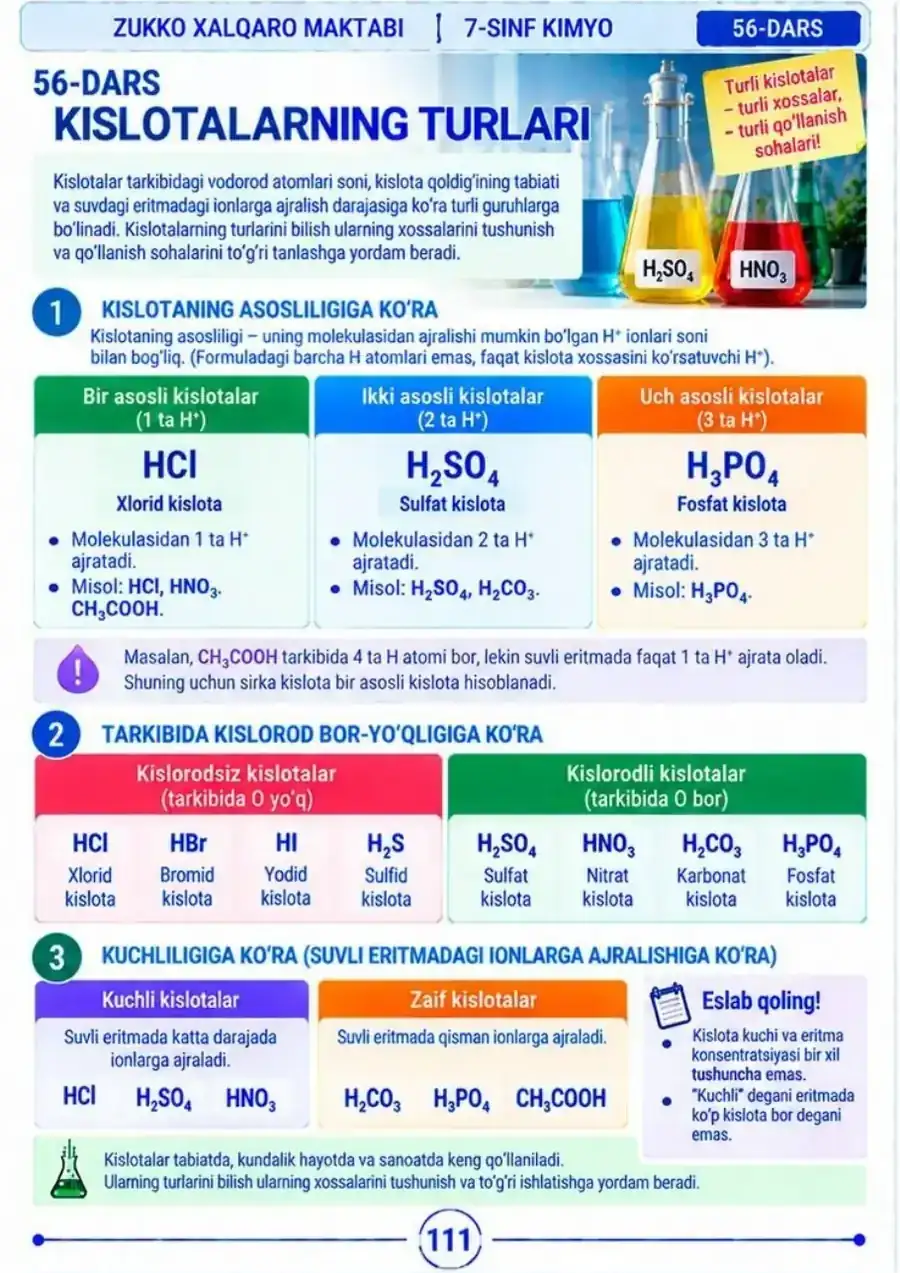 ZUKKO XALQARO MAKTABI | 7-SINF KIMYO
56-DARS
56-DARS
KISLOTALARNING TURLARI
Turli kislotalar
– turli xossalar,
– turli qo‘llanish
sohalari!
Kislotalar tarkibidagi vodorod atomlari soni, kislota qoldig‘ining tabiati
va suvdagi eritmadagi ionlarga ajralish darajasiga ko‘ra turli guruhlarga
bo‘linadi. Kislotalarning turlarini bilish ularning xossalarini tushunish
va qo‘llanish sohalarini to‘g‘ri tanlashga yordam beradi.
H₂SO₄
HNO₃
1 KISLOTANING ASOSLILIGIGA KO‘RA
Kislotaning asosliligi – uning molekulasidan ajralishi mumkin bo‘lgan H⁺ ionlari soni
bilan bog‘liq. (Formuladagi barcha H atomlari emas, faqat kislota xossasini ko‘rsatuvchi H⁺).
Bir asosli kislotalar
(1 ta H⁺)
HCl
Xlorid kislota
• Molekulasidan 1 ta H⁺
ajratadi.
• Misol: HCl, HNO₃.
CH₃COOH.
Ikki asosli kislotalar
(2 ta H⁺)
H₂SO₄
Sulfat kislota
• Molekulasidan 2 ta H⁺
ajratadi.
• Misol: H₂SO₄, H₂CO₃.
Uch asosli kislotalar
(3 ta H⁺)
H₃PO₄
Fosfat kislota
• Molekulasidan 3 ta H⁺
ajratadi.
• Misol: H₃PO₄.
!
Masalan, CH₃COOH tarkibida 4 ta H atomi bor, lekin suvli eritmada faqat 1 ta H⁺ ajrata oladi.
Shuning uchun sirka kislota bir asosli kislota hisoblanadi.
2 TARKIBIDA KISLOROD BOR-YO‘QLIGIGA KO‘RA
Kislorodsiz kislotalar
(tarkibida O yo‘q)
HCl HBr HI H₂S
Xlorid Bromid Yodid Sulfid
kislota kislota kislota kislota
Kislorodli kislotalar
(tarkibida O bor)
H₂SO₄ HNO₃ H₂CO₃ H₃PO₄
Sulfat Nitrat Karbonat Fosfat
kislota kislota kislota kislota
3 KUCHLILIGIGA KO‘RA (SUVLI ERITMADAGI IONLARGA AJRALISHIGA KO‘RA)
Kuchli kislotalar
Suvli eritmada katta darajada
ionlarga ajraladi.
HCl H₂SO₄ HNO₃
Zaif kislotalar
Suvli eritmada qisman ionlarga ajraladi.
H₂CO₃ H₃PO₄ CH₃COOH
Eslab qoling!
• Kislota kuchi va eritma
konsentratsiyasi bir xil
tushuncha emas.
• "Kuchli" degani eritmada
ko‘p kislota bor degani
emas.
Kislotalar tabiatda, kundalik hayotda va sanoatda keng qo‘llaniladi.
Ularning turlarini bilish ularning xossalarini tushunish va to‘g‘ri ishlatishga yordam beradi.
111